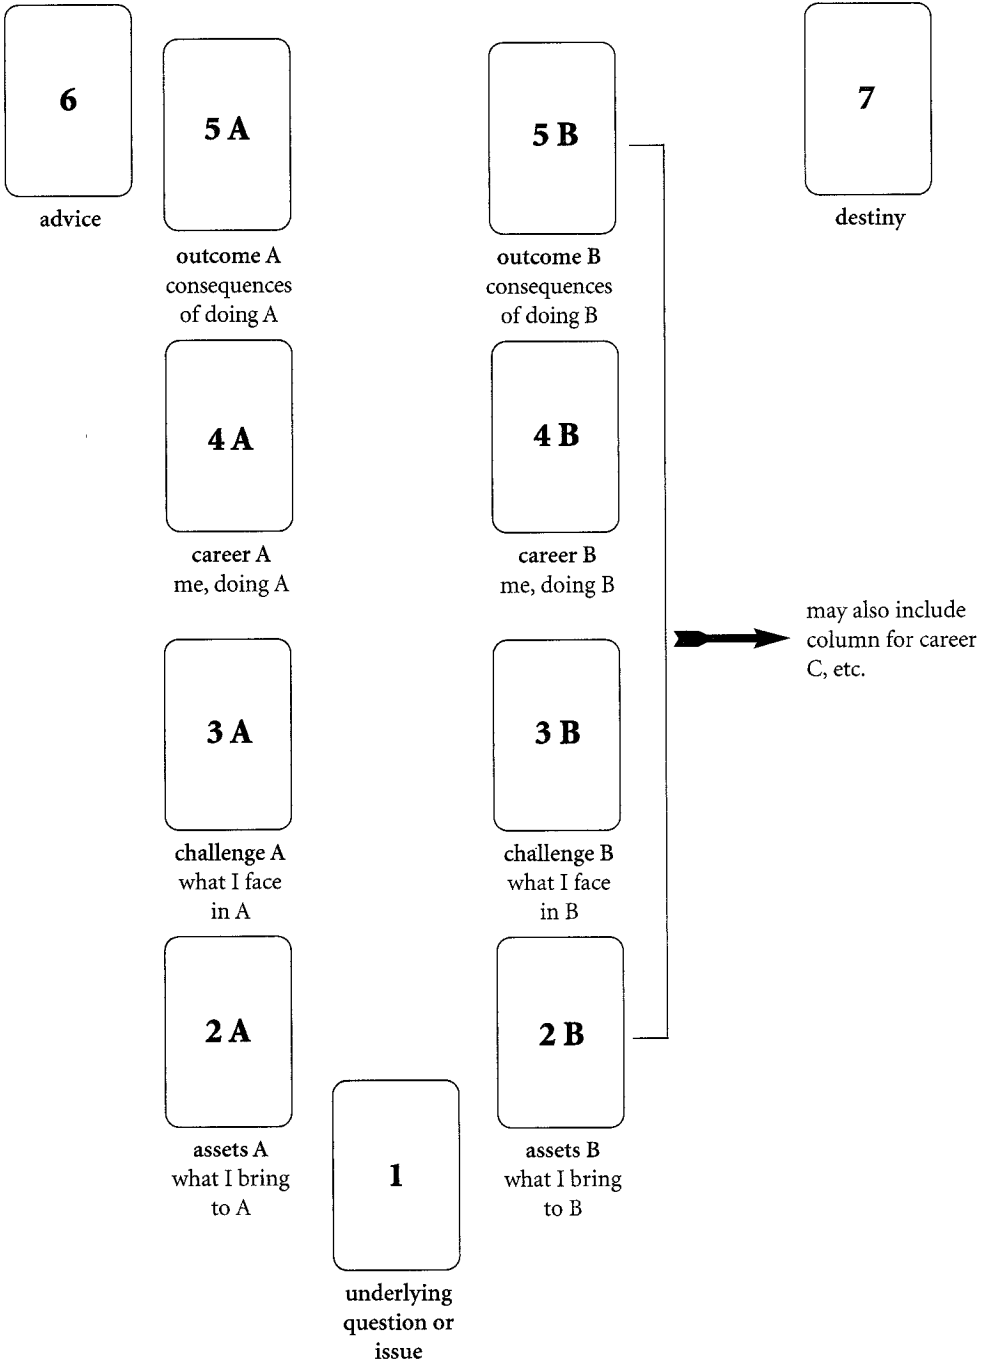 6
advice
7
destiny
5 A
outcome A
consequences
of doing A
5 B
outcome B
consequences
of doing B
4 A
career A
me, doing A
4 B
career B
me, doing B
may also include
column for career
C, etc.
3 A
challenge A
what I face
in A
3 B
challenge B
what I face
in B
2 A
assets A
what I bring
to A
2 B
assets B
what I bring
to B
1
underlying
question or
issue